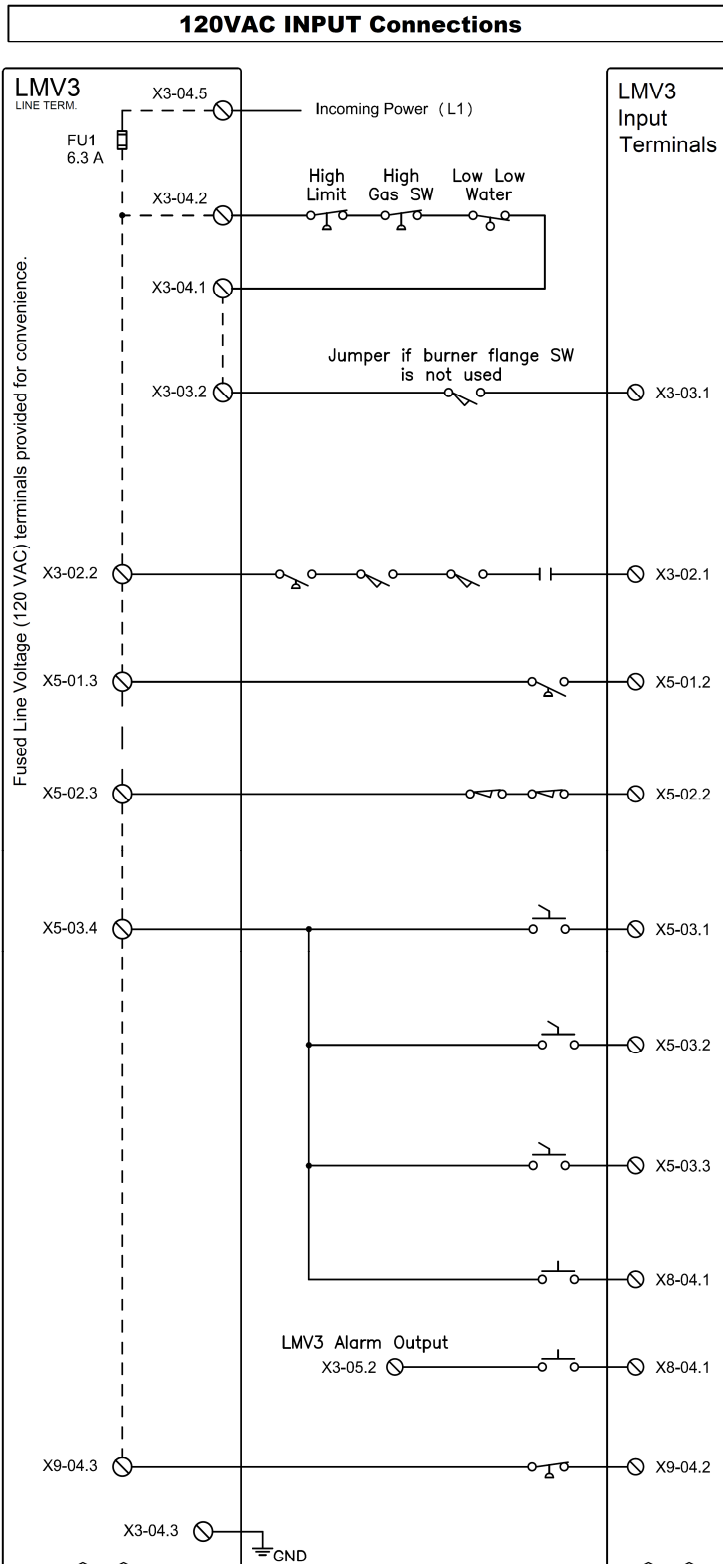 120VAC INPUT Connections
LMV3
LINE TERM.
X3-04.5
Incoming Power (L1)
LMV3
Input
Terminals
FU1
6.3 A
High
Limit
High
Gas SW
Low Low
Water
X3-04.2
X3-04.1
Jumper if burner flange SW
is not used
X3-03.2
X3-03.1
Fused Line Voltage (120 VAC) terminals provided for convenience.
X3-02.2
X3-02.1
X5-01.3
X5-01.2
X5-02.3
X5-02.2
X5-03.4
X5-03.1
X5-03.2
X5-03.3
X8-04.1
LMV3 Alarm Output
X3-05.2
X8-04.1
X9-04.3
X9-04.2
X3-04.3
GND